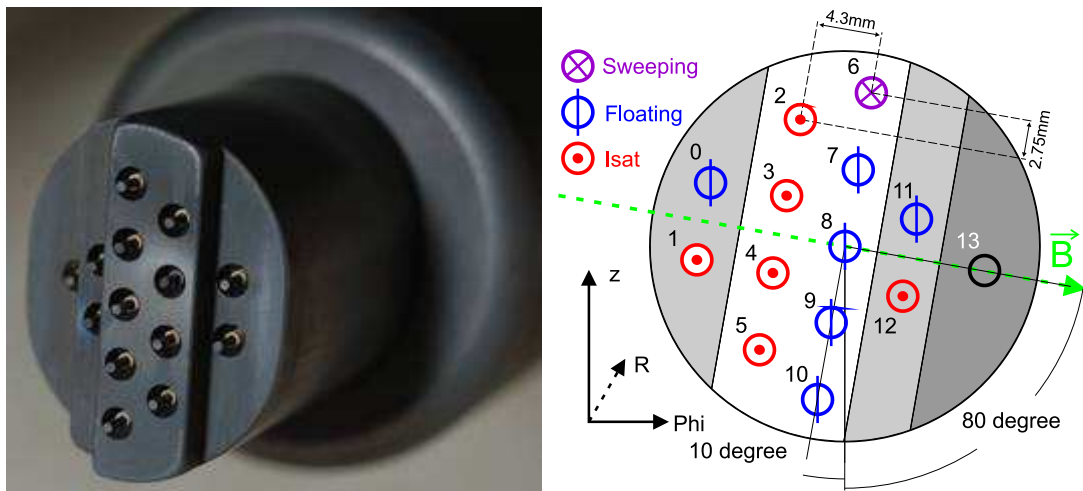 4.3mm
6
Sweeping
2
Floating
2.75mm
0
7
Isat
3
11
8
13
1
4
B
z
9
12
5
R
10
Phi
10 degree
80 degree